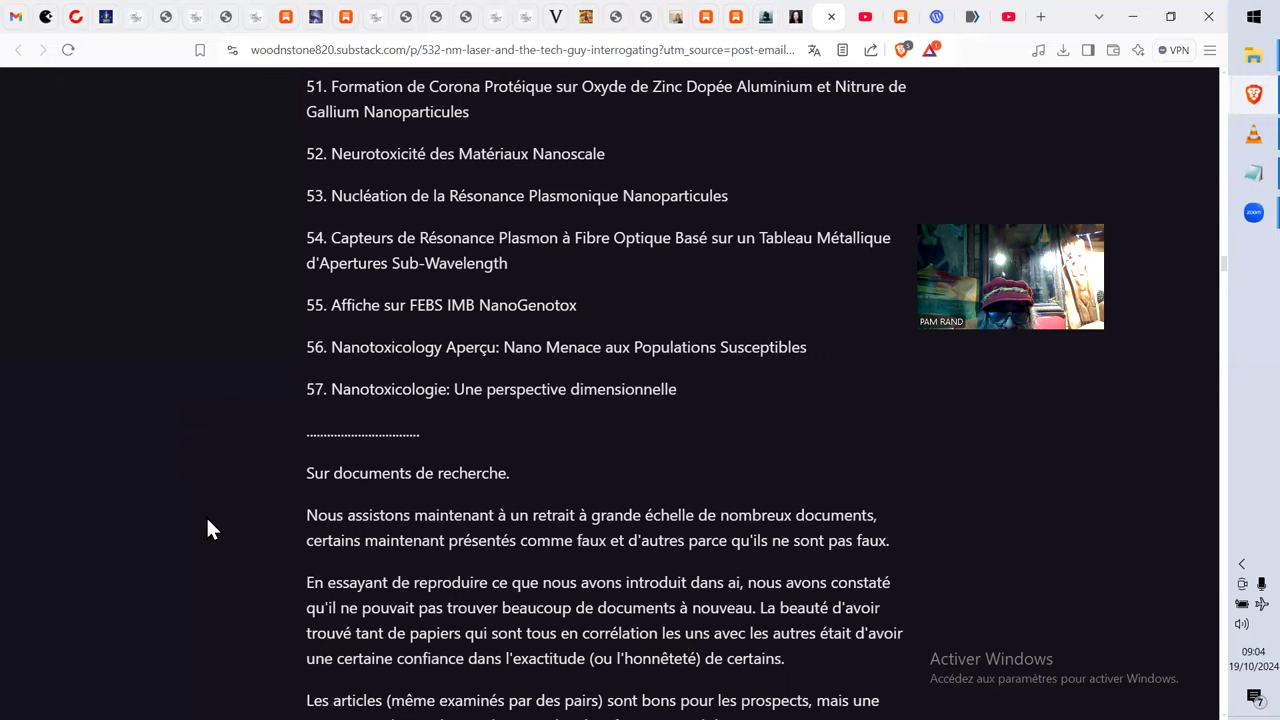 woodnstone820.substack.com/p/532-nm-laser-and-the-tech-guy-interrogating?utm_source=post-email...
VPN
51. Formation de Corona Protéique sur Oxyde de Zinc Dopée Aluminium et Nitrure de
Gallium Nanoparticules
52. Neurotoxicité des Matériaux Nanoscale
53. Nucléation de la Résonance Plasmonique Nanoparticules
54. Capteurs de Résonance Plasmon à Fibre Optique Basé sur un Tableau Métallique
d'Apertures Sub-Wavelength
55. Affiche sur FEBS IMB NanoGenotox
56. Nanotoxicology Aperçu: Nano Menace aux Populations Susceptibles
57. Nanotoxicologie: Une perspective dimensionnelle
.................................
Sur documents de recherche.
Nous assistons maintenant à un retrait à grande échelle de nombreux documents,
certains maintenant présentés comme faux et d'autres parce qu'ils ne sont pas faux.
En essayant de reproduire ce que nous avons introduit dans ai, nous avons constaté
qu'il ne pouvait pas trouver beaucoup de documents à nouveau. La beauté d'avoir
trouvé tant de papiers qui sont tous en corrélation les uns avec les autres était d'avoir
une certaine confiance dans l'exactitude (ou l'honnêteté) de certains.
Les articles (même examinés par des pairs) sont bons pour les prospects, mais une
PAM RAND
zoom
Activer Windows
Accédez aux paramètres pour activer Windows.
09:04
19/10/2024
7